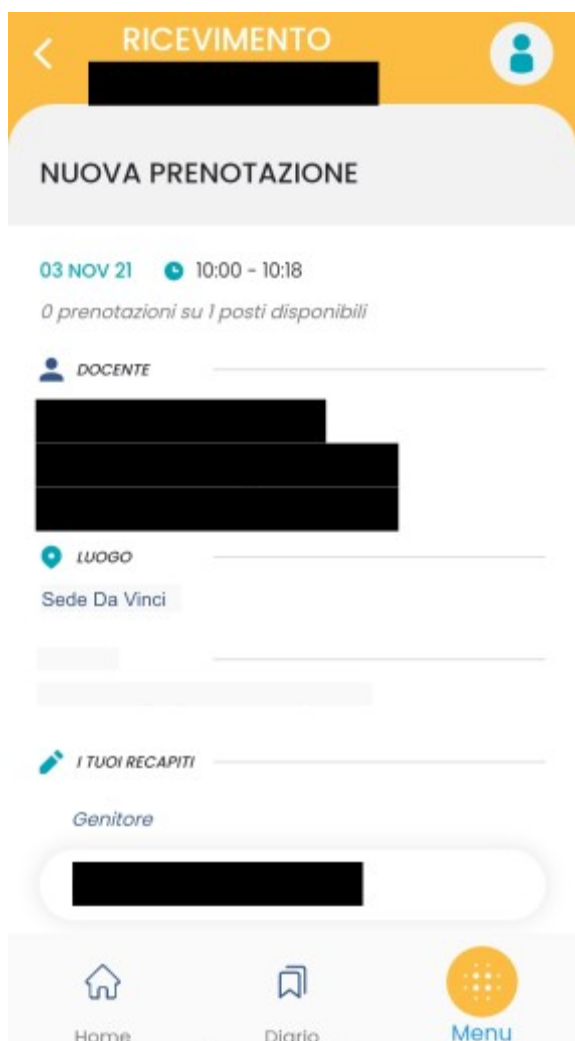 RICEVIMENTO
NUOVA PRENOTAZIONE
03 NOV 21 10:00 - 10:18
0 prenotazioni su 1 posti disponibili
DOCENTE
LUOGO
Sede Da Vinci
I TUOI RECAPITI
Genitore
Home Diario Menu